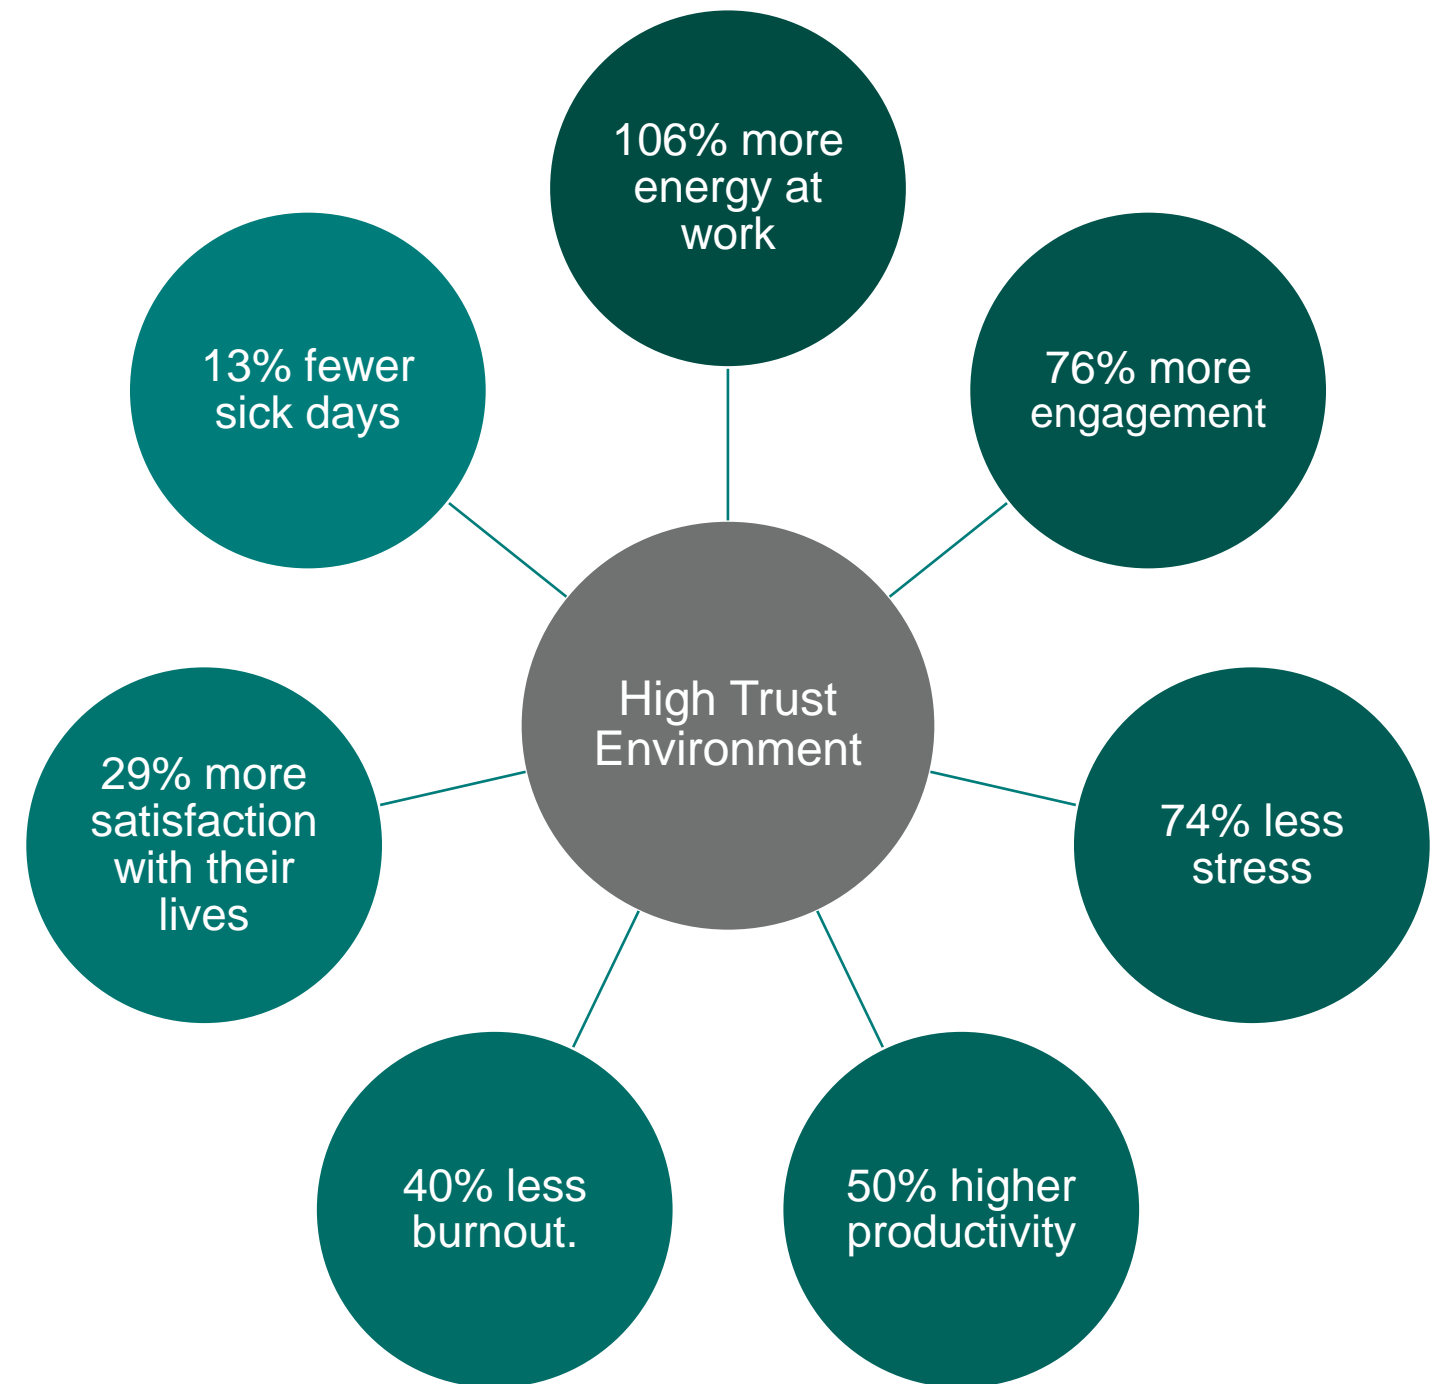 106% more
energy at
work
76% more
engagement
74% less
stress
50% higher
productivity
40% less
burnout.
29% more
satisfaction
with their
lives
13% fewer
sick days
High Trust
Environment